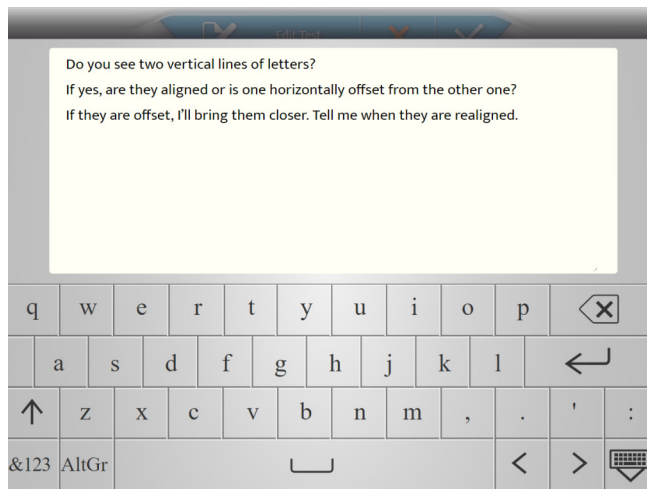 Edit Text
Do you see two vertical lines of letters?
If yes, are they aligned or is one horizontally offset from the other one?
If they are offset, I'll bring them closer. Tell me when they are realigned.
q w e r t y u i o p
a s d f g h j k l
z x c v b n m , . ' :
&123 AltGr < >